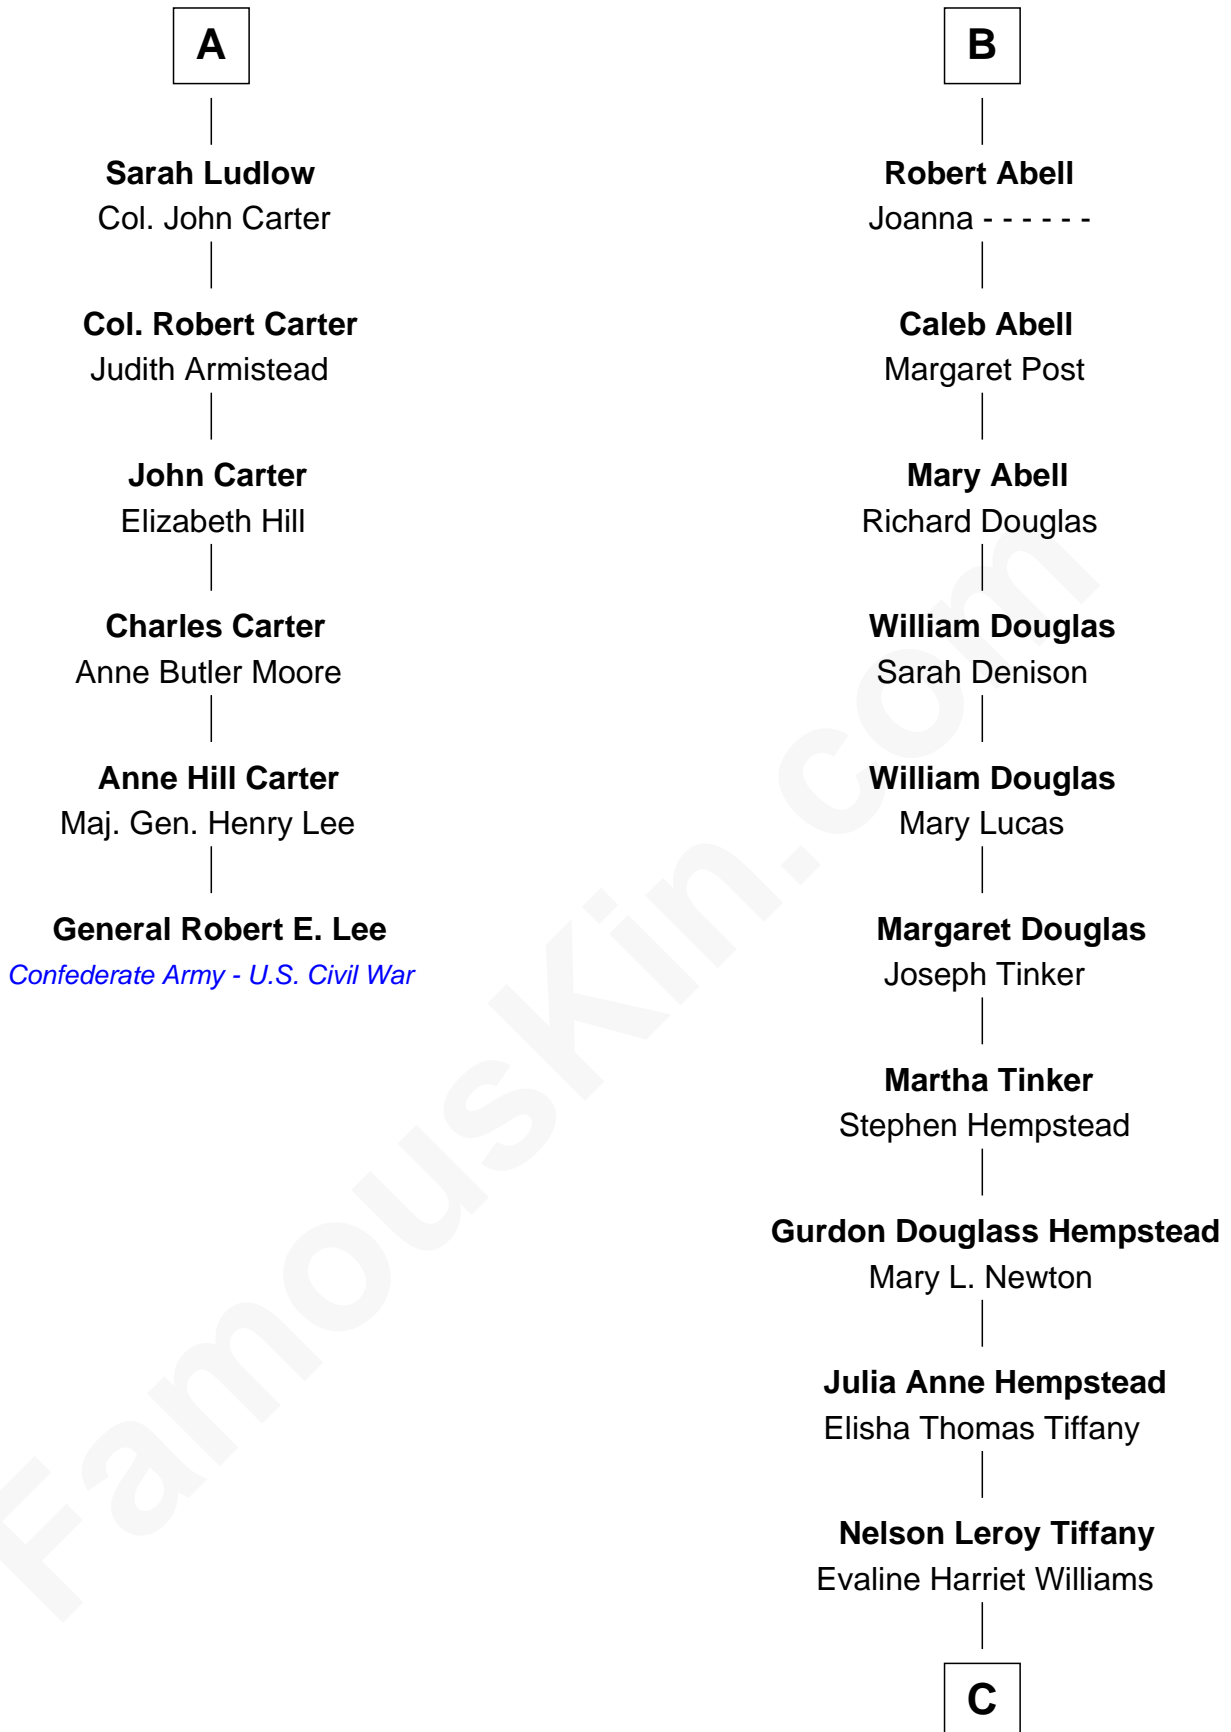 A
Sarah Ludlow
Col. John Carter
Col. Robert Carter
Judith Armistead
John Carter
Elizabeth Hill
Charles Carter
Anne Butler Moore
Anne Hill Carter
Maj. Gen. Henry Lee
General Robert E. Lee
Confederate Army - U.S. Civil War
B
Robert Abell
Joanna - - - - - -
Caleb Abell
Margaret Post
Mary Abell
Richard Douglas
William Douglas
Sarah Denison
William Douglas
Mary Lucas
Margaret Douglas
Joseph Tinker
Martha Tinker
Stephen Hempstead
Gurdon Douglass Hempstead
Mary L. Newton
Julia Anne Hempstead
Elisha Thomas Tiffany
Nelson Leroy Tiffany
Evaline Harriet Williams
C
FamousKin.com